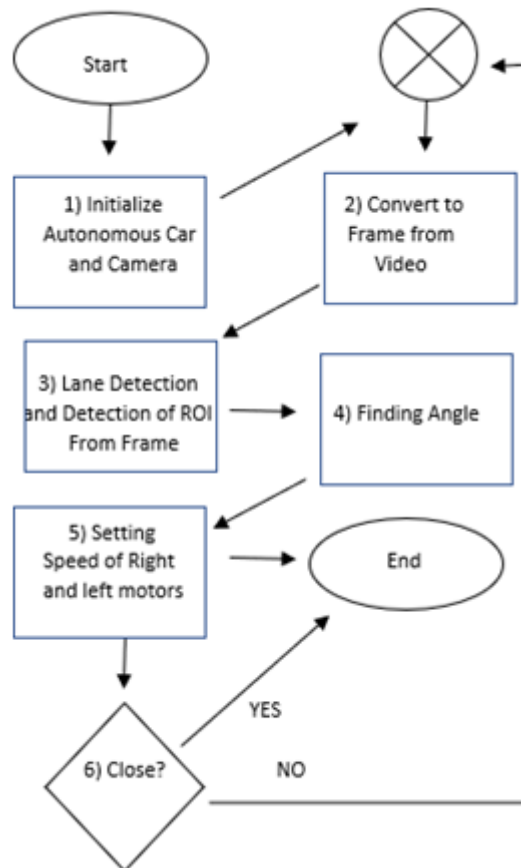 Start
1) Initialize
Autonomous Car
and Camera
2) Convert to
Frame from
Video
3) Lane Detection
and Detection of ROI
From Frame
4) Finding Angle
5) Setting
Speed of Right
and left motors
End
6) Close?
YES
NO